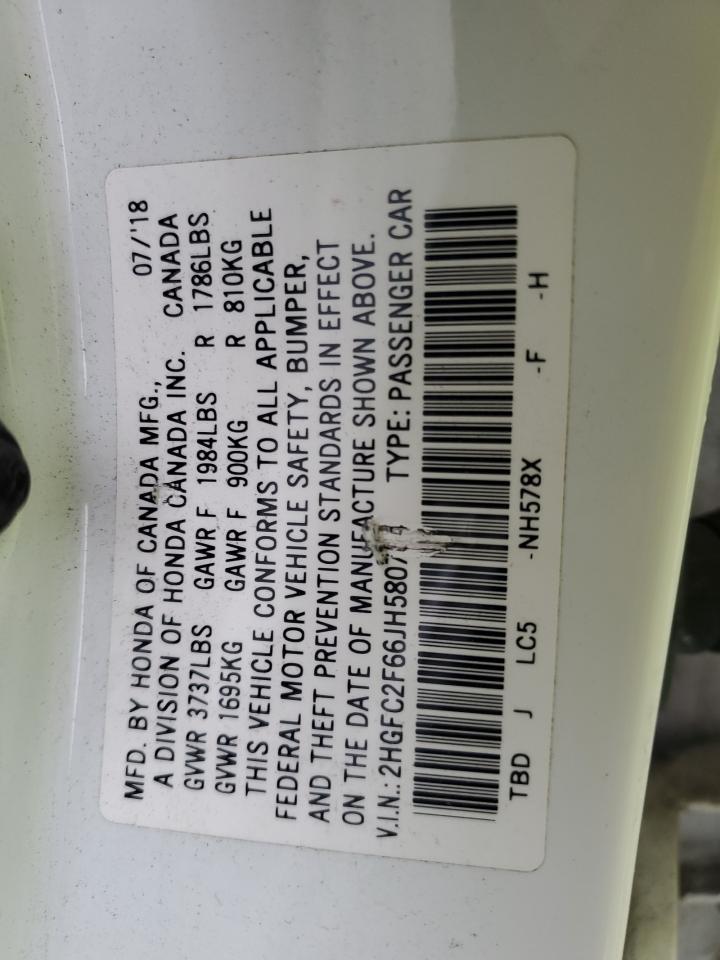 MFD. BY HONDA OF CANADA MFG., 07/'18
A DIVISION OF HONDA CANADA INC. CANADA
GVWR 3737LBS GAWR F 1984LBS R 1786LBS
GVWR 1695KG GAWR F 900KG R 810KG
THIS VEHICLE CONFORMS TO ALL APPLICABLE
FEDERAL MOTOR VEHICLE SAFETY, BUMPER,
AND THEFT PREVENTION STANDARDS IN EFFECT
ON THE DATE OF MANUFACTURE SHOWN ABOVE.
V.I.N.: TYPE: PASSENGER CAR
TBD J LC5 -NH578X -F -H